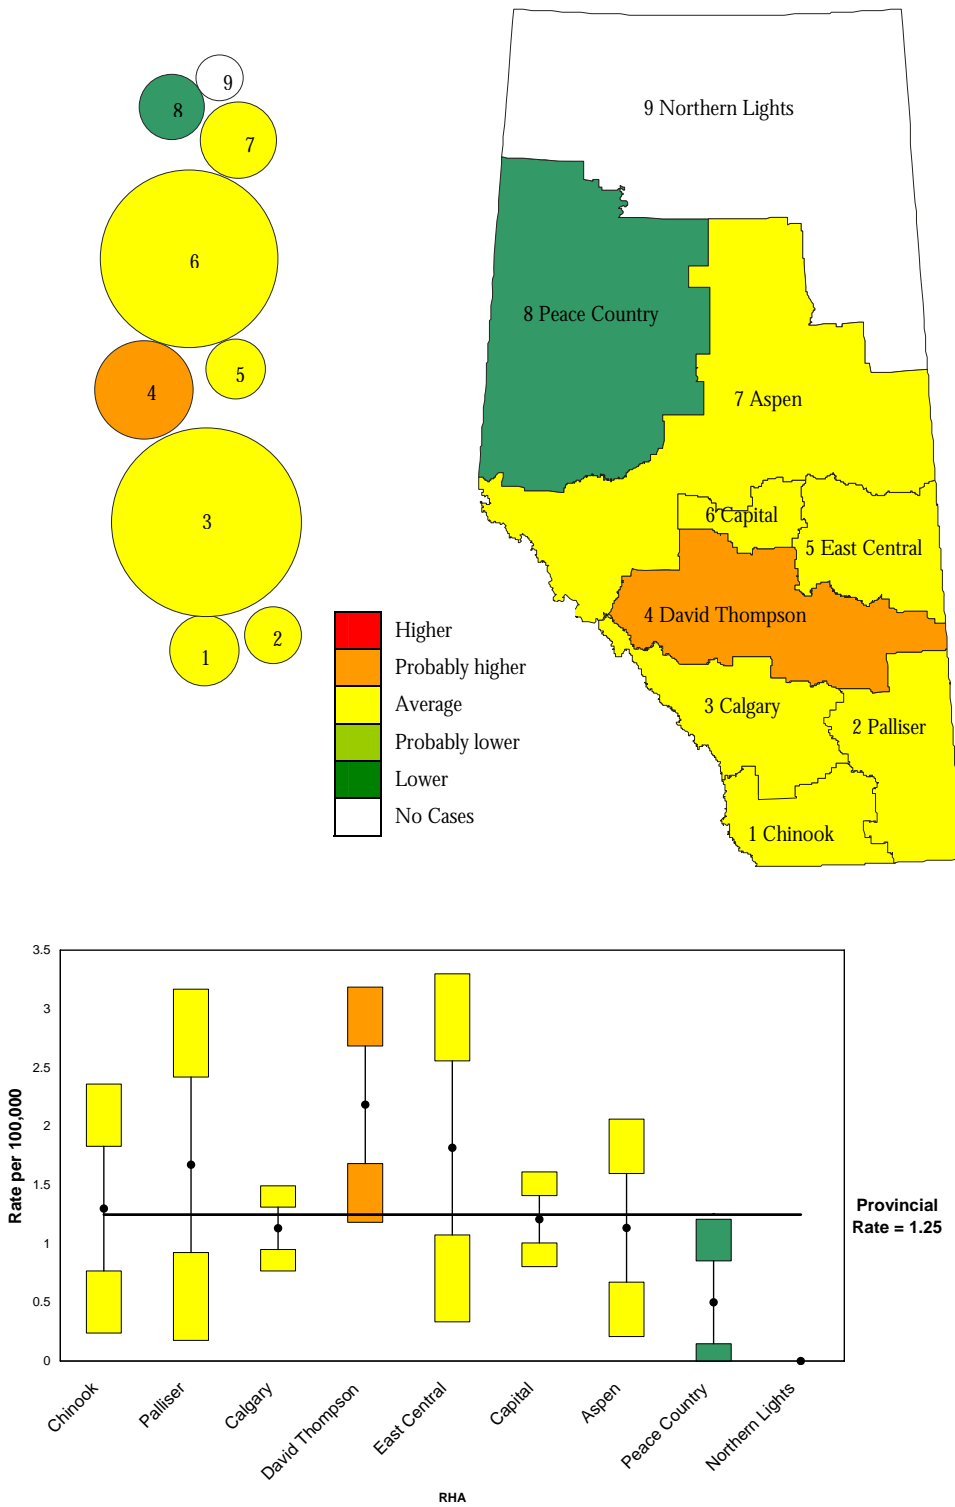 9
8
7
6
5
4
3
2
1
9 Northern Lights
8 Peace Country
7 Aspen
6 Capital
5 East Central
4 David Thompson
3 Calgary
2 Palliser
1 Chinook
Higher
Probably higher
Average
Probably lower
Lower
No Cases
3.5
3
2.5
2
1.5
1
0.5
0
Rate per 100,000
Provincial
Rate = 1.25
Chinook
Palliser
Calgary
David Thompson
East Central
Capital
Aspen
Peace Country
Northern Lights
RHA